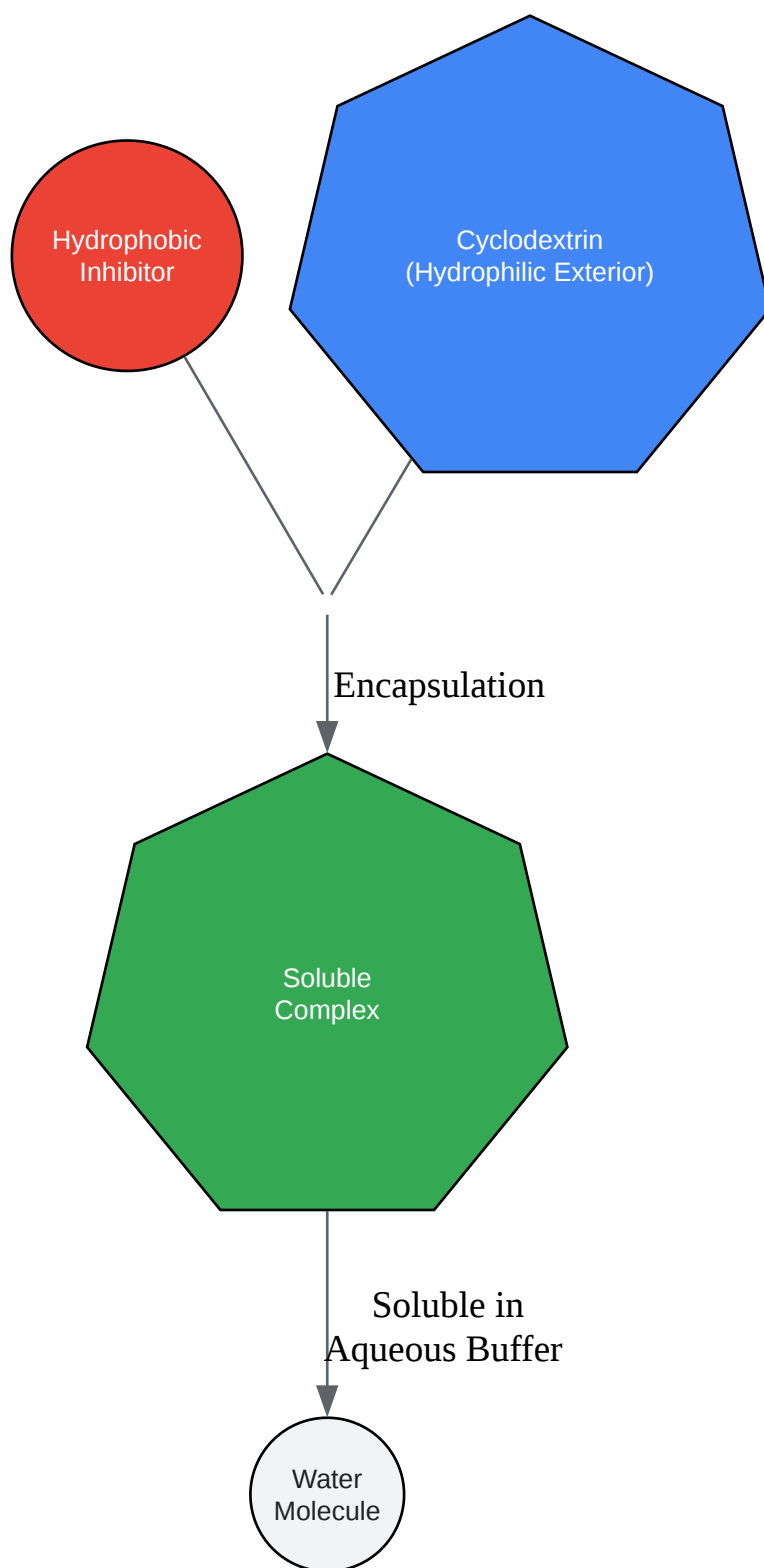 Hydrophobic
Inhibitor
Cyclodextrin
(Hydrophilic Exterior)
Encapsulation
Soluble
Complex
Soluble in
Aqueous Buffer
Water
Molecule